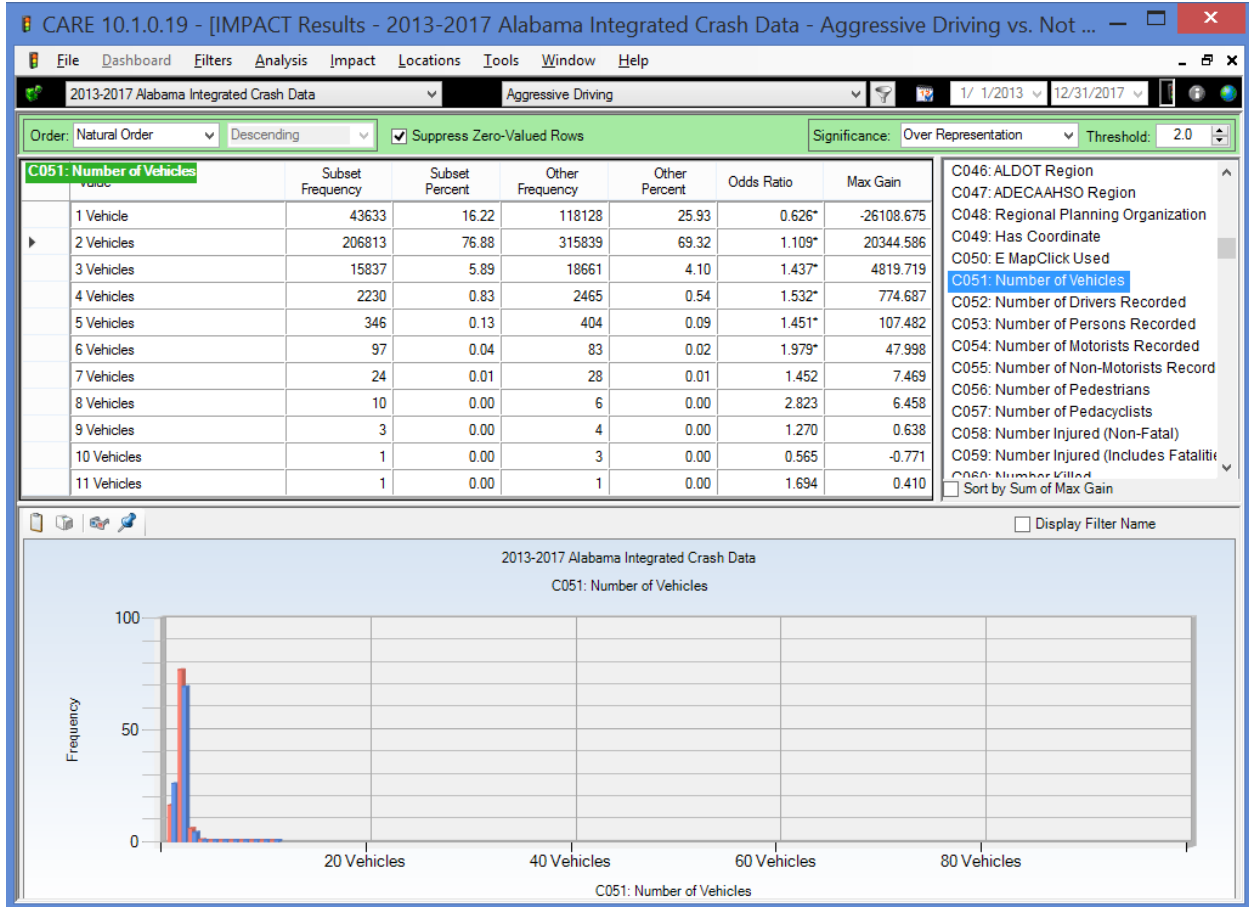 CARE 10.1.0.19 - [IMPACT Results - 2013-2017 Alabama Integrated Crash Data - Aggressive Driving vs. Not ...
File Dashboard Filters Analysis Impact Locations Tools Window Help
2013-2017 Alabama Integrated Crash Data Aggressive Driving 1/ 1/2013 12/31/2017
Order: Natural Order Descending Suppress Zero-Valued Rows Significance: Over Representation Threshold: 2.0
C051: Number of Vehicles Subset Frequency Subset Percent Other Frequency Other Percent Odds Ratio Max Gain
1 Vehicle 43633 16.22 118128 25.93 0.626* -26108.675
2 Vehicles 206813 76.88 315839 69.32 1.109* 20344.586
3 Vehicles 15837 5.89 18661 4.10 1.437* 4819.719
4 Vehicles 2230 0.83 2465 0.54 1.532* 774.687
5 Vehicles 346 0.13 404 0.09 1.451* 107.482
6 Vehicles 97 0.04 83 0.02 1.979* 47.998
7 Vehicles 24 0.01 28 0.01 1.452 7.469
8 Vehicles 10 0.00 6 0.00 2.823 6.458
9 Vehicles 3 0.00 4 0.00 1.270 0.638
10 Vehicles 1 0.00 3 0.00 0.565 -0.771
11 Vehicles 1 0.00 1 0.00 1.694 0.410
C046: ALDOT Region
C047: ADECAAHSO Region
C048: Regional Planning Organization
C049: Has Coordinate
C050: E MapClick Used
C051: Number of Vehicles
C052: Number of Drivers Recorded
C053: Number of Persons Recorded
C054: Number of Motorists Recorded
C055: Number of Non-Motorists Record
C056: Number of Pedestrians
C057: Number of Pedacyclists
C058: Number Injured (Non-Fatal)
C059: Number Injured (Includes Fatalitie
C060: Number Killed
Sort by Sum of Max Gain
Display Filter Name
2013-2017 Alabama Integrated Crash Data
C051: Number of Vehicles
100
50
0
Frequency
20 Vehicles 40 Vehicles 60 Vehicles 80 Vehicles
C051: Number of Vehicles